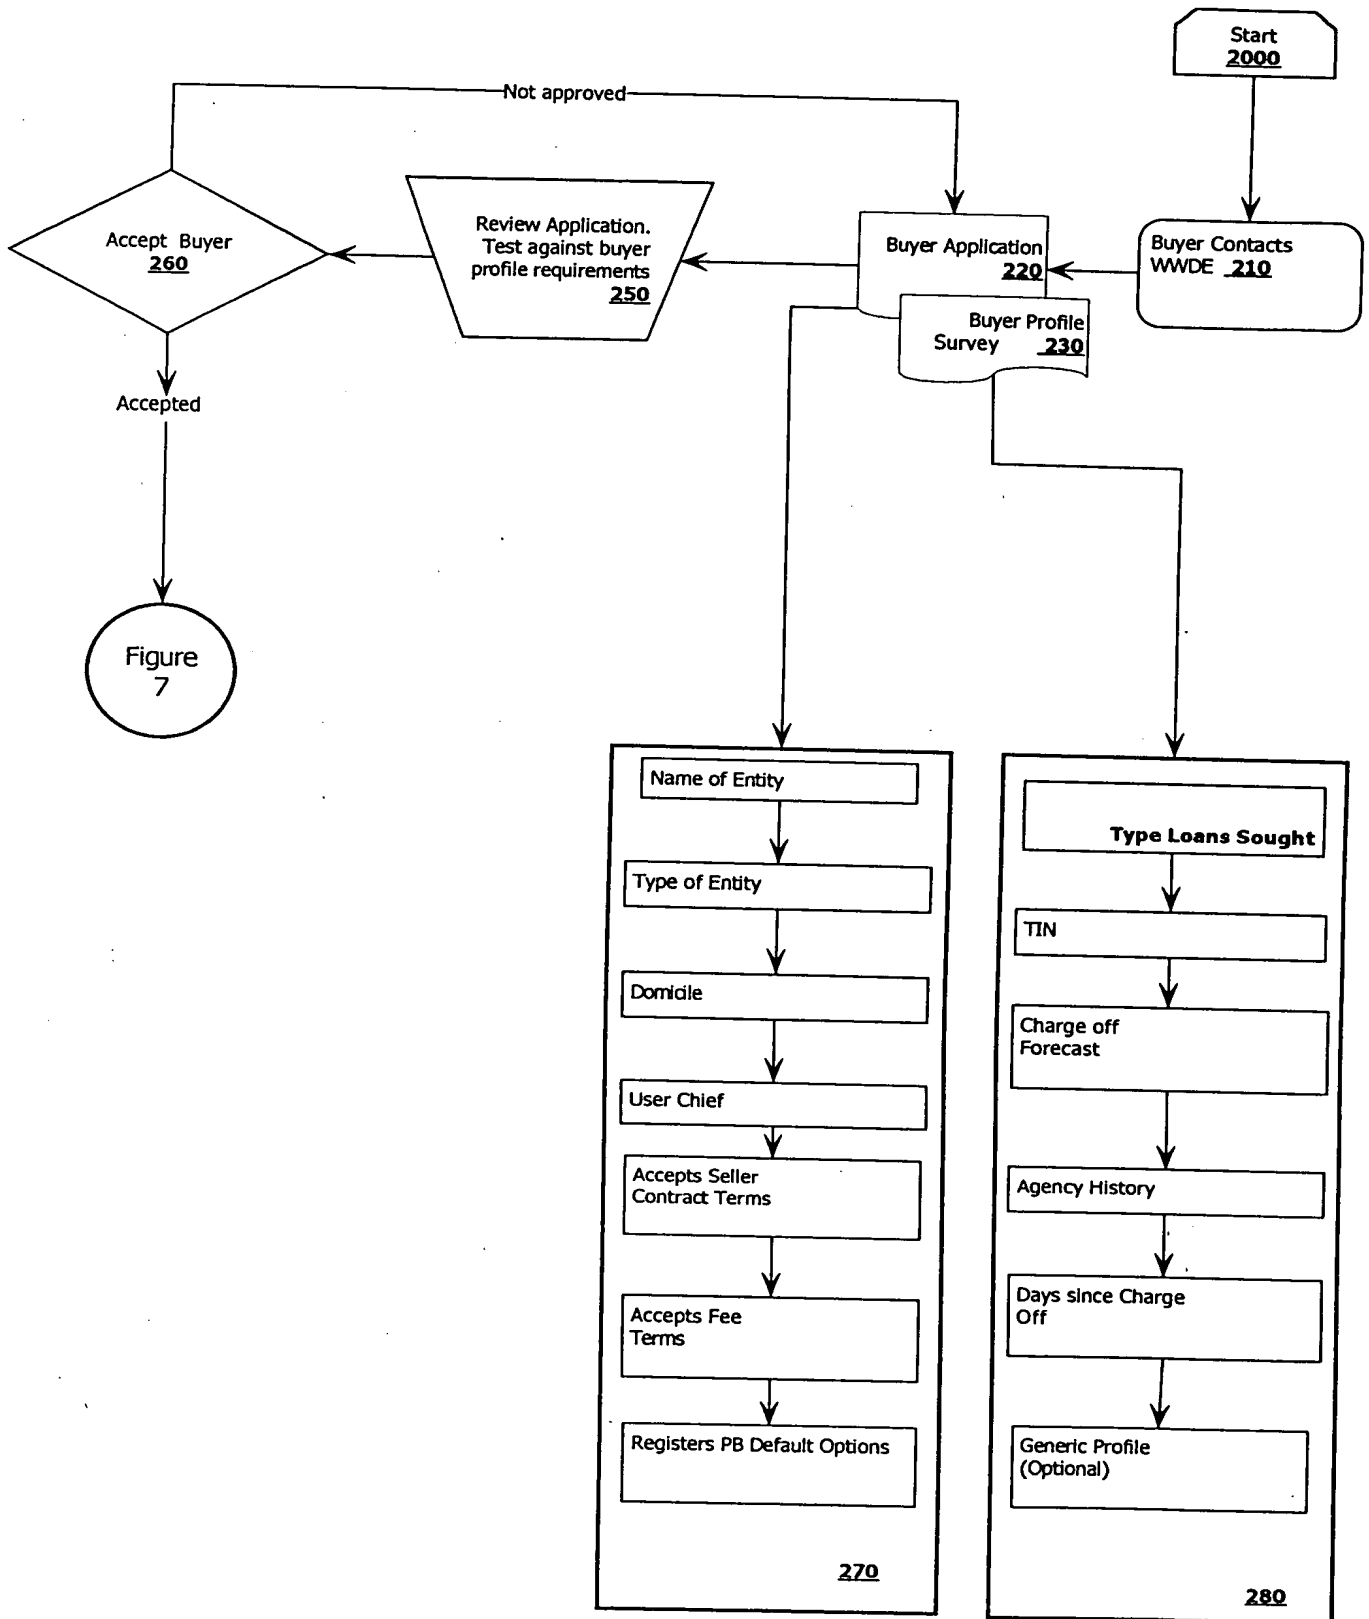 Start
2000
Not approved
Accept Buyer
260
Review Application.
Test against buyer
profile requirements
250
Buyer Application
220
Buyer Contacts
WWDE 210
Buyer Profile
Survey 230
Accepted
Figure
7
Name of Entity
Type of Entity
Domicile
User Chief
Accepts Seller
Contract Terms
Accepts Fee
Terms
Registers PB Default Options
270
Type Loans Sought
TIN
Charge off
Forecast
Agency History
Days since Charge
Off
Generic Profile
(Optional)
280